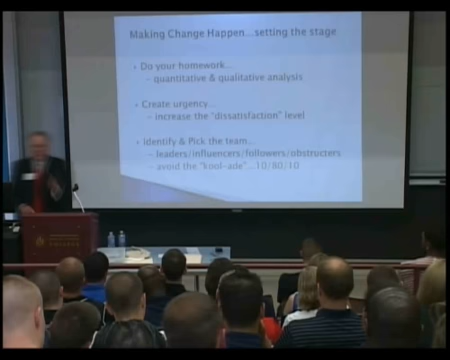 Making Change Happen...setting the stage
• Do your homework...
– quantitative & qualitative analysis
• Create urgency...
– increase the "dissatisfaction" level
• Identify & Pick the team...
– leaders/influencers/followers/obstructers
– avoid the "kool-ade"...10/80/10